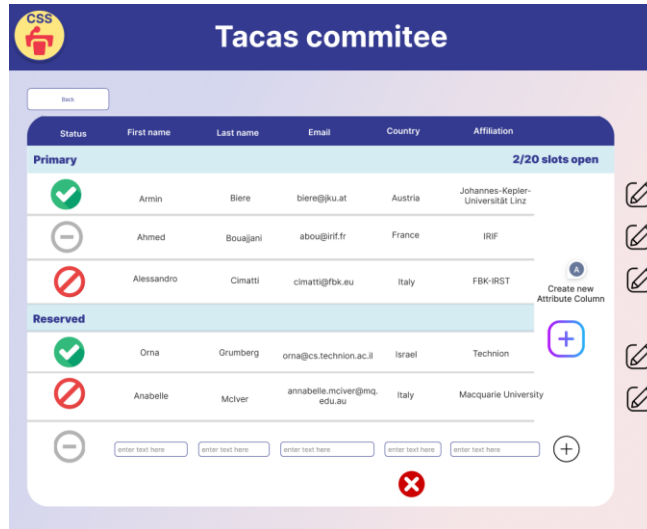 CSS
Tacas commitee
Back
Status First name Last name Email Country Affiliation
Primary 2/20 slots open
Armin Biere biere@jku.at Austria Johannes-Kepler-
Universität Linz
Ahmed Bouajjani abou@irif.fr France IRIF
Alessandro Cimatti cimatti@fbk.eu Italy FBK-IRST
A
Create new
Attribute Column
Reserved
Orna Grumberg orna@cs.technion.ac.il Israel Technion
Anabelle McIver annabelle.mciver@mq.
edu.au Italy Macquarie University
enter text here enter text here enter text here enter text here enter text here